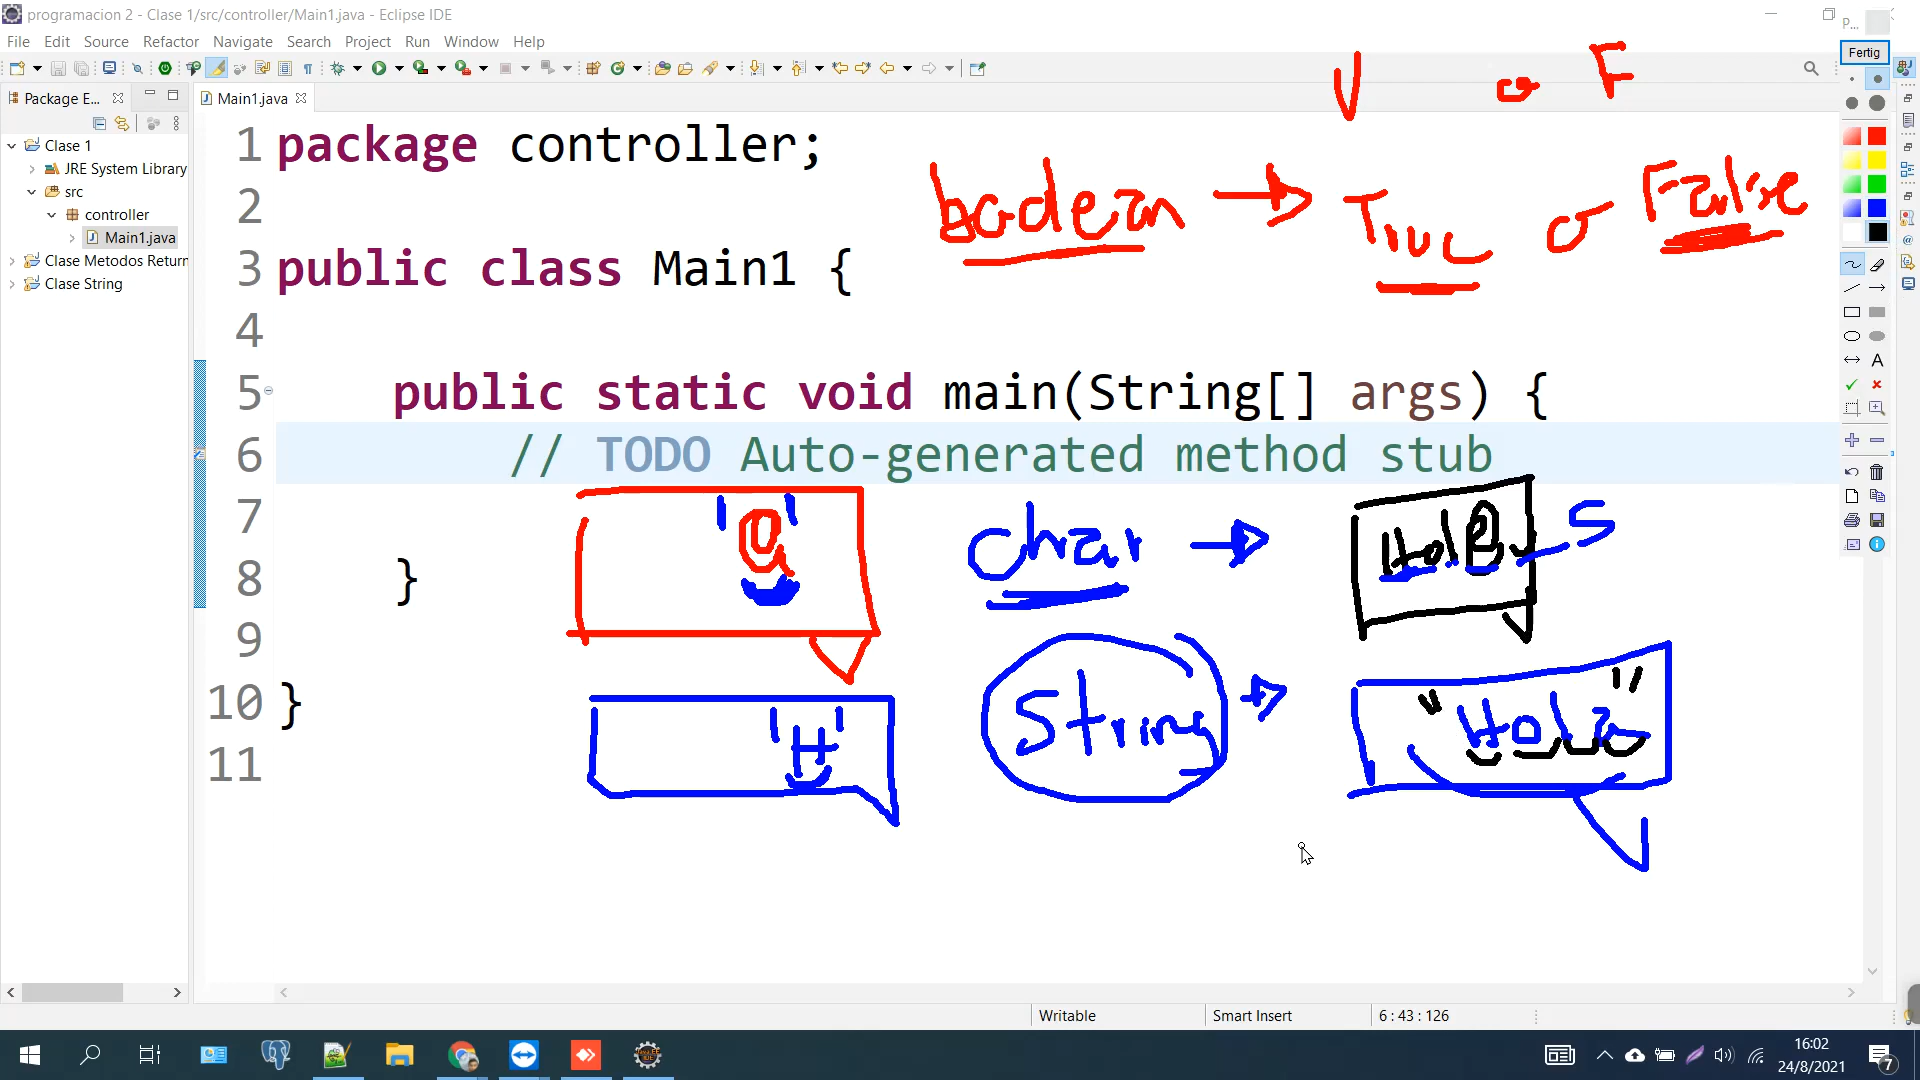 programacion 2 - Clase 1/src/controller/Main1.java - Eclipse IDE
File Edit Source Refactor Navigate Search Project Run Window Help
P...
Fertig
Package E...
Main1.java
Clase 1
JRE System Library
src
controller
Main1.java
Clase Metodos Return
Clase String
V o F
1 package controller;
2
boolean → True o False
3 public class Main1 {
4
5 public static void main(String[] args) {
6 // TODO Auto-generated method stub
7
'a' char → Hola S
8 }
9
'H' String → "Hola"
10 }
11
Writable Smart Insert 6 : 43 : 126
16:02
24/8/2021
7